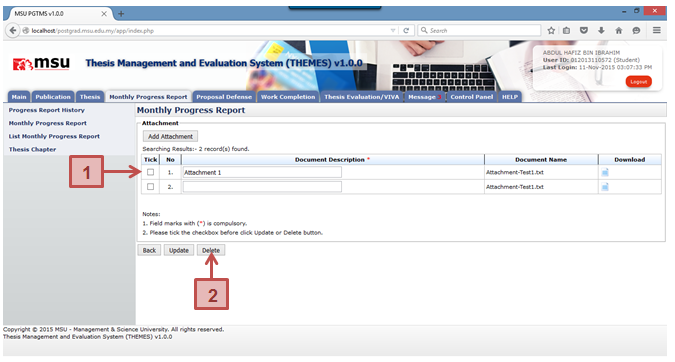 MSU PGTMS v1.0.0
localhost/postgrad.msu.edu.my/app/index.php
Search
msu
Thesis Management and Evaluation System (THEMES) v1.0.0
ABDUL HAFIZ BIN IBRAHIM
User ID: 012013110572 (Student)
Last Login: 11-Nov-2015 03:07:33 PM
Logout
Main Publication Thesis Monthly Progress Report Proposal Defense Work Completion Thesis Evaluation/VIVA Message Control Panel HELP
Progress Report History
Monthly Progress Report
List Monthly Progress Report
Thesis Chapter
Monthly Progress Report
Attachment
Add Attachment
Searching Results:- 2 record(s) found.
Tick No Document Description * Document Name Download
1. Attachment 1 Attachment-Test1.txt
2. Attachment-Test1.txt
Notes:
1. Field marks with (*) is compulsory.
2. Please tick the checkbox before click Update or Delete button.
Back Update Delete
1
2
Copyright © 2015 MSU - Management & Science University. All rights reserved.
Thesis Management and Evaluation System (THEMES) v1.0.0